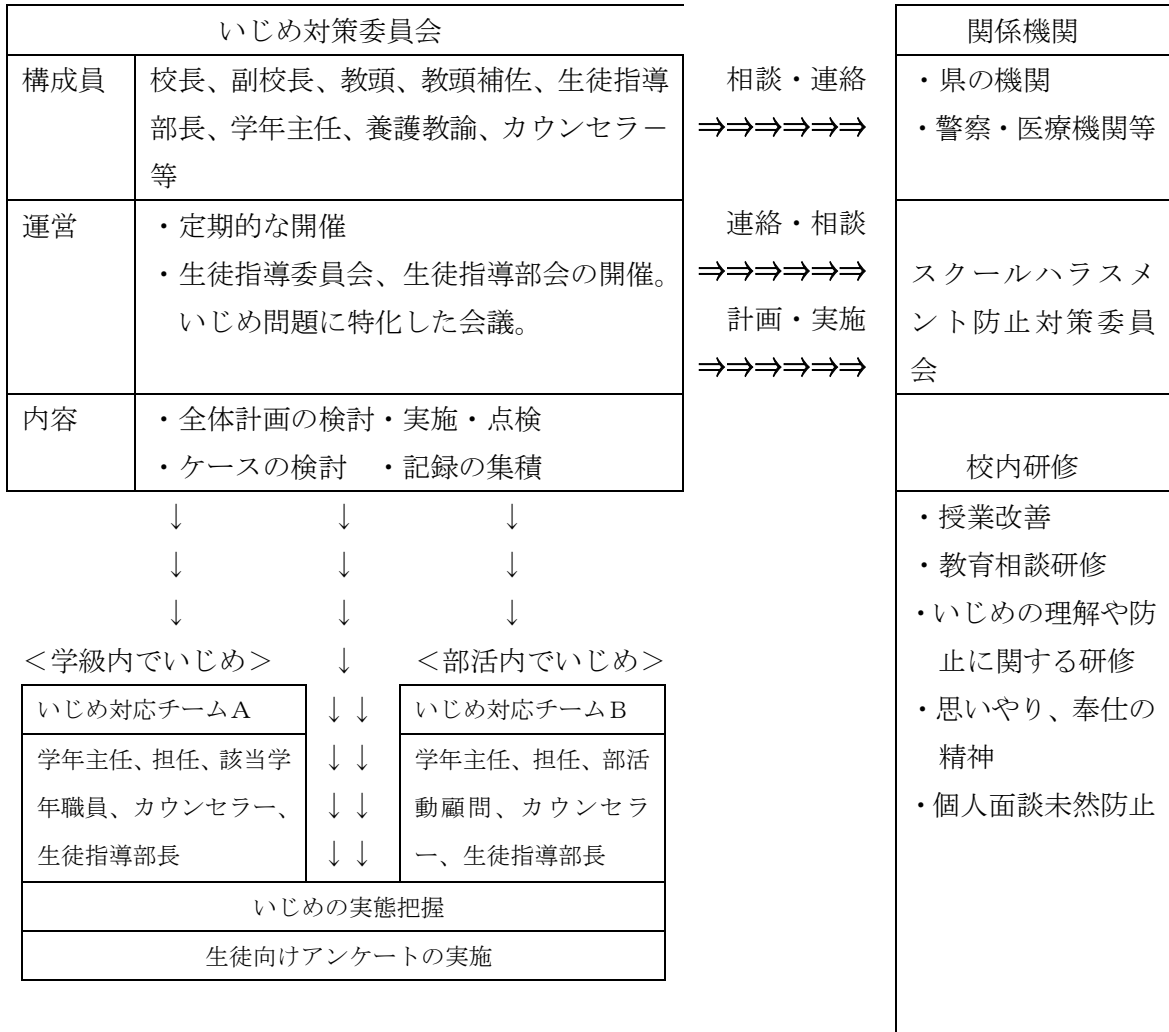 いじめ対策委員会
構成員
校長、副校長、教頭、教頭補佐、生徒指導
部長、学年主任、養護教諭、カウンセラ－
等
運営
・定期的な開催
・生徒指導委員会、生徒指導部会の開催。
いじめ問題に特化した会議。
内容
・全体計画の検討・実施・点検
・ケースの検討　・記録の集積
相談・連絡
⇒⇒⇒⇒⇒⇒
連絡・相談
⇒⇒⇒⇒⇒⇒
計画・実施
⇒⇒⇒⇒⇒⇒
関係機関
・県の機関
・警察・医療機関等
スクールハラスメ
ント防止対策委員
会
校内研修
・授業改善
・教育相談研修
・いじめの理解や防
止に関する研修
・思いやり、奉仕の
精神
・個人面談未然防止
↓　↓　↓
↓　↓　↓
↓　↓　↓
＜学級内でいじめ＞　↓　＜部活内でいじめ＞
いじめ対応チームＡ
学年主任、担任、該当学
年職員、カウンセラー、
生徒指導部長
↓↓
↓↓
↓↓
↓↓
いじめ対応チームＢ
学年主任、担任、部活
動顧問、カウンセラ
ー、生徒指導部長
いじめの実態把握
生徒向けアンケートの実施